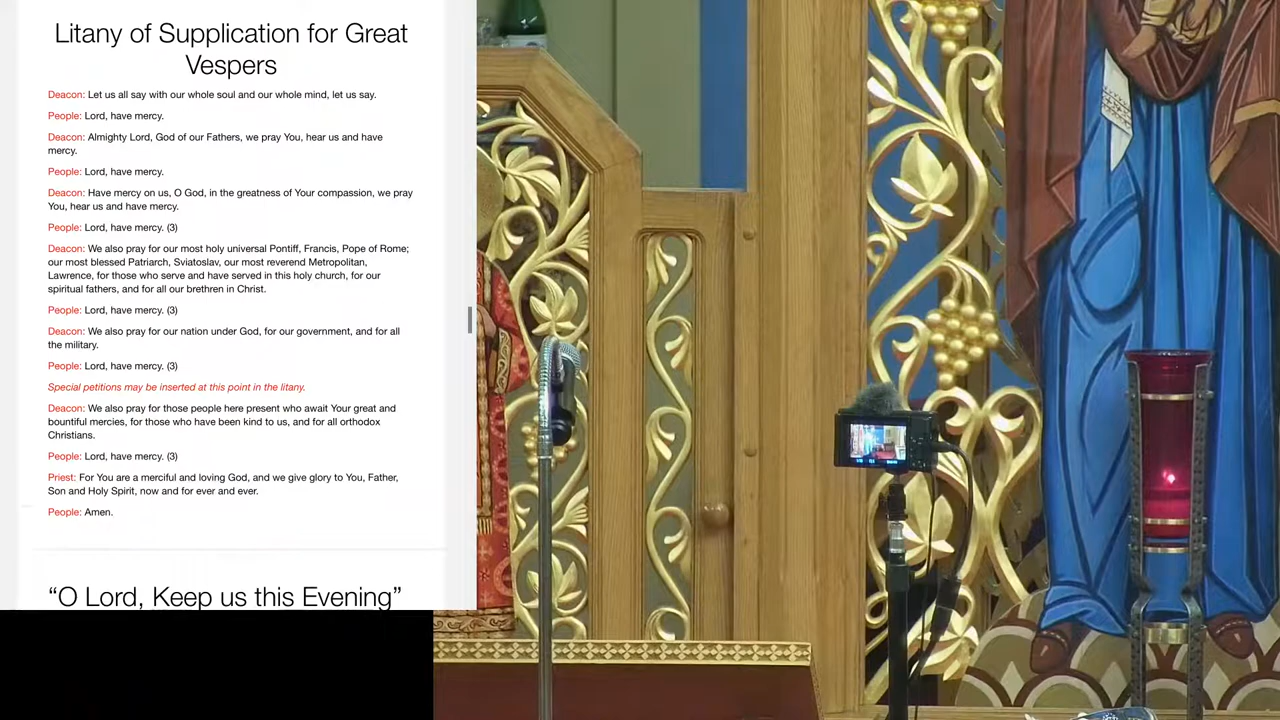 Litany of Supplication for Great
Vespers
Deacon: Let us all say with our whole soul and our whole mind, let us say.
People: Lord, have mercy.
Deacon: Almighty Lord, God of our Fathers, we pray You, hear us and have
mercy.
People: Lord, have mercy.
Deacon: Have mercy on us, O God, in the greatness of Your compassion, we pray
You, hear us and have mercy.
People: Lord, have mercy. (3)
Deacon: We also pray for our most holy universal Pontiff, Francis, Pope of Rome;
our most blessed Patriarch, Sviatoslav, our most reverend Metropolitan,
Lawrence, for those who serve and have served in this holy church, for our
spiritual fathers, and for all our brethren in Christ.
People: Lord, have mercy. (3)
Deacon: We also pray for our nation under God, for our government, and for all
the military.
People: Lord, have mercy. (3)
Special petitions may be inserted at this point in the litany.
Deacon: We also pray for those people here present who await Your great and
bountiful mercies, for those who have been kind to us, and for all orthodox
Christians.
People: Lord, have mercy. (3)
Priest: For You are a merciful and loving God, and we give glory to You, Father,
Son and Holy Spirit, now and for ever and ever.
People: Amen.
“O Lord, Keep us this Evening”